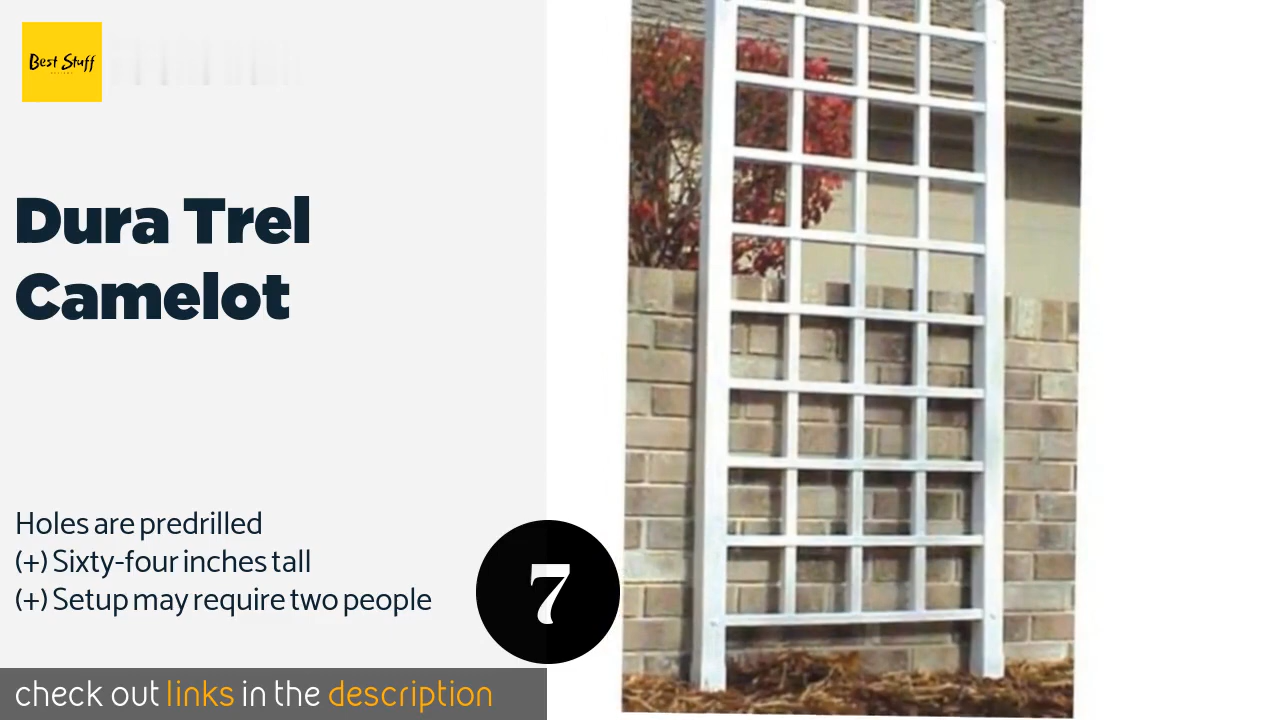 Best Stuff
Dura Trel
Camelot
Holes are predrilled
(+) Sixty-four inches tall
(+) Setup may require two people
7
check out links in the description